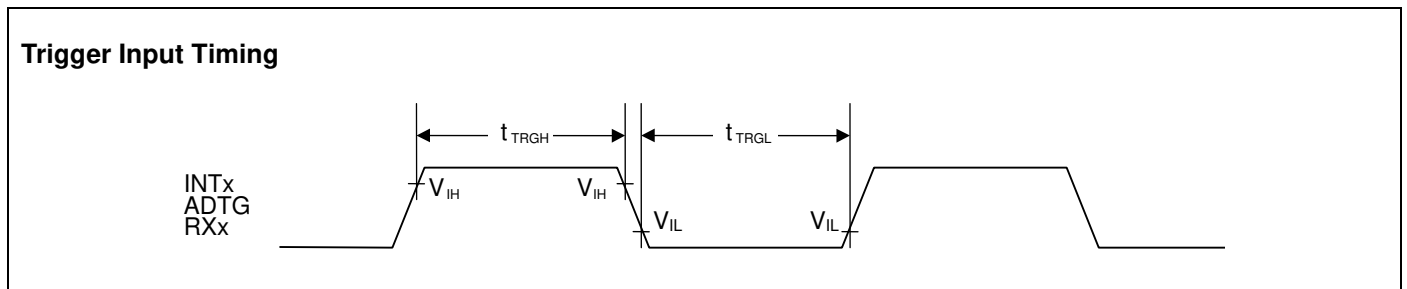 Trigger Input Timing
t TRGH
t TRGL
INTx
ADTG
RXx
V IH
V IH
V IL
V IL